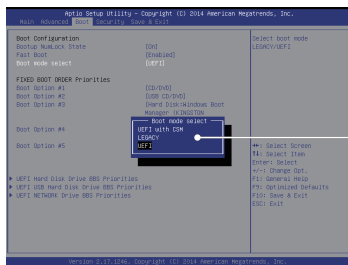 Aptio Setup Utility - Copyright (C) 2014 American Megatrends, Inc.
Main Advanced Boot Security Save & Exit
Boot Configuration
Bootup NumLock State [On]
Fast Boot [Enabled]
Boot mode select [UEFI]
FIXED BOOT ORDER Priorities
Boot Option #1 [CD/DVD]
Boot Option #2 [USB CD/DVD]
Boot Option #3 [Hard Disk:Windows Boot
Manager (KINGSTON
Boot Option #4
Boot Option #5
Boot mode select
UEFI with CSM
LEGACY
UEFI
UEFI Hard Disk Drive BBS Priorities
UEFI USB Hard Disk Drive BBS Priorities
UEFI NETWORK Drive BBS Priorities
Select boot mode
LEGACY/UEFI
→←: Select Screen
↑↓: Select Item
Enter: Select
+/-: Change Opt.
F1: General Help
F9: Optimized Defaults
F10: Save & Exit
ESC: Exit
Version 2.17.1246. Copyright (C) 2014 American Megatrends, Inc.